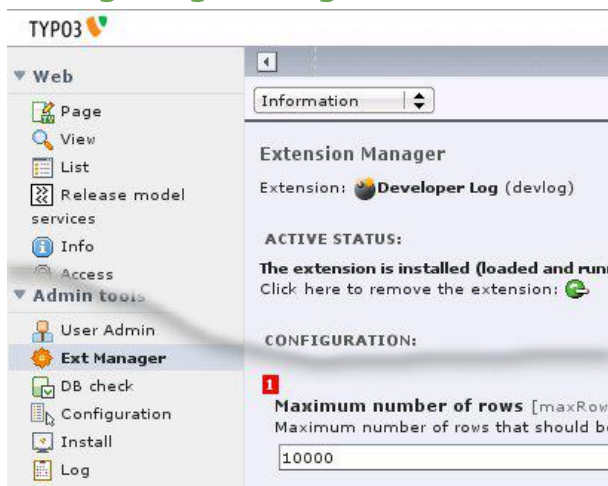 TYPO3
Web
Page
View
List
Release model
services
Info
Access
Admin tools
User Admin
Ext Manager
DB check
Configuration
Install
Log
Information
Extension Manager
Extension: Developer Log (devlog)
ACTIVE STATUS:
The extension is installed (loaded and
Click here to remove the extension:
CONFIGURATION:
1
Maximum number of rows [maxRow
Maximum number of rows that should be
10000